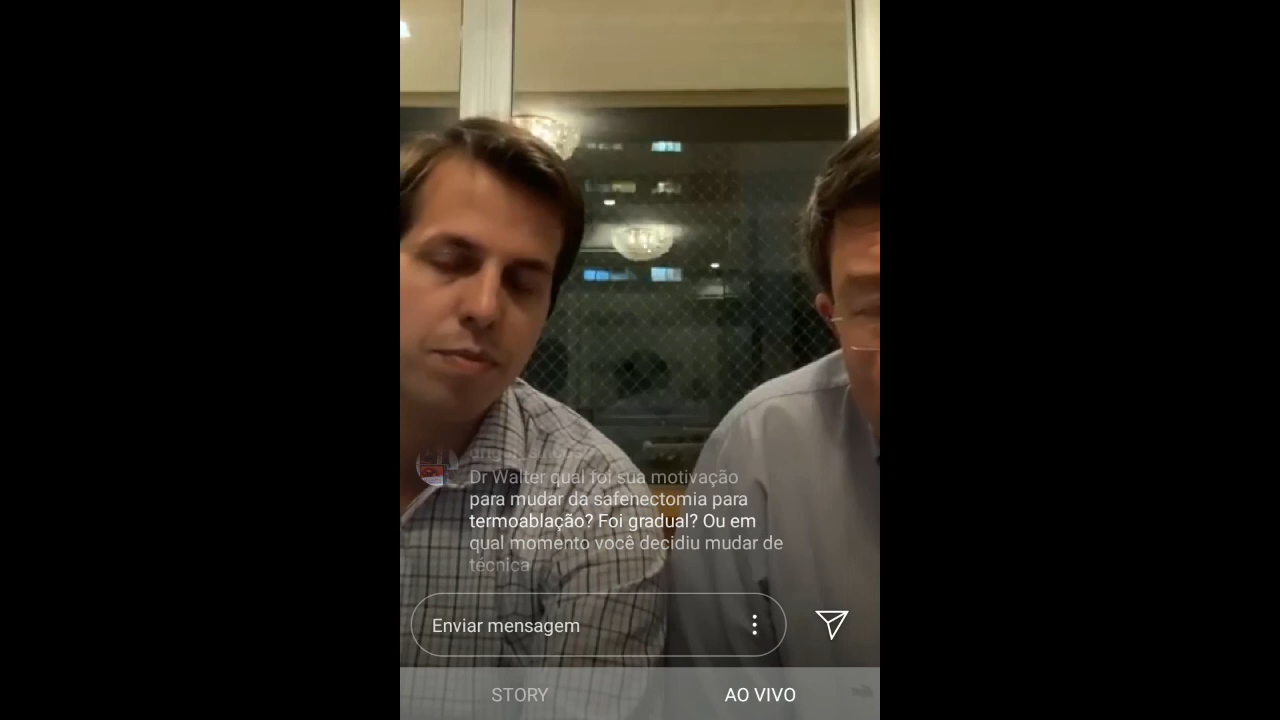 Dr Walter qual foi sua motivação
para mudar da safenectomia para
termoablação? Foi gradual? Ou em
qual momento você decidiu mudar de
técnica
Enviar mensagem
STORY AO VIVO